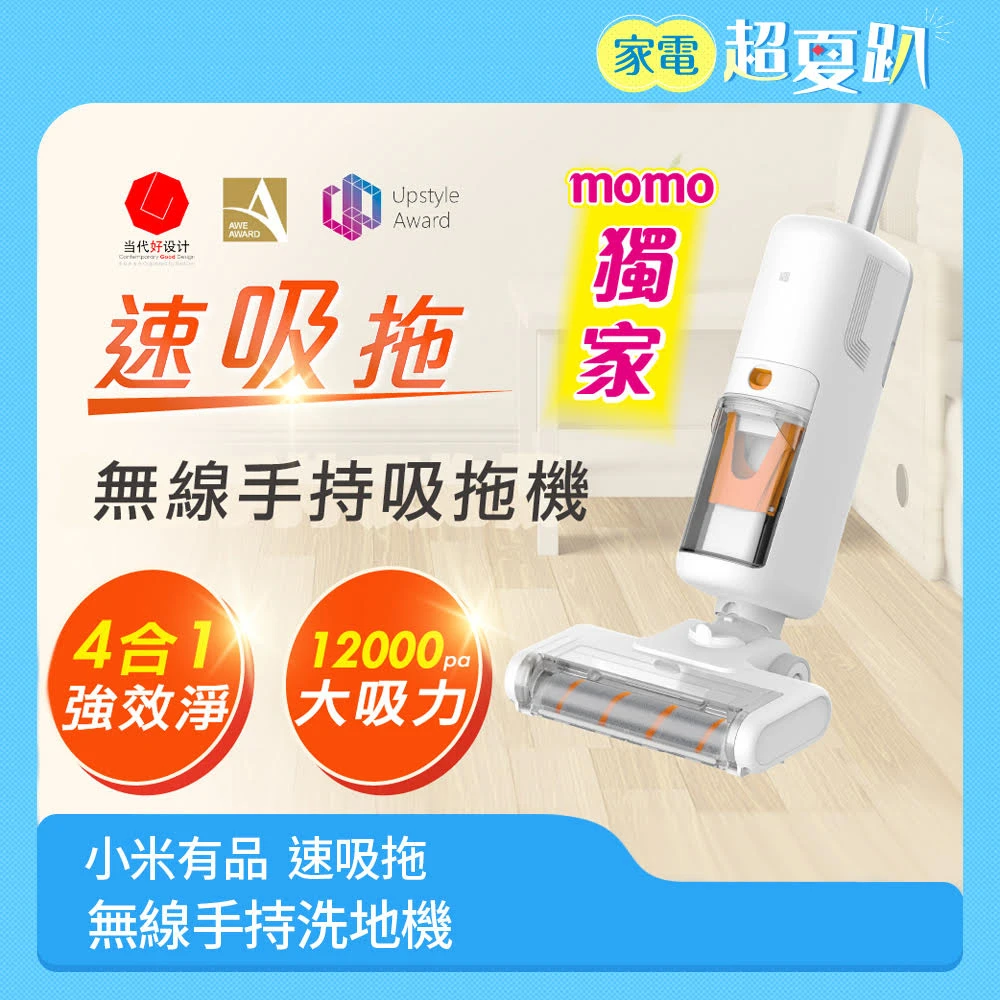 家電 超夏趴
当代好设计
Contemporary Good Design
AWE
AWARD
Upstyle
Award
momo
獨
家
速吸拖
無線手持吸拖機
4合1
強效淨
12000pa
大吸力
小米有品 速吸拖
無線手持洗地機